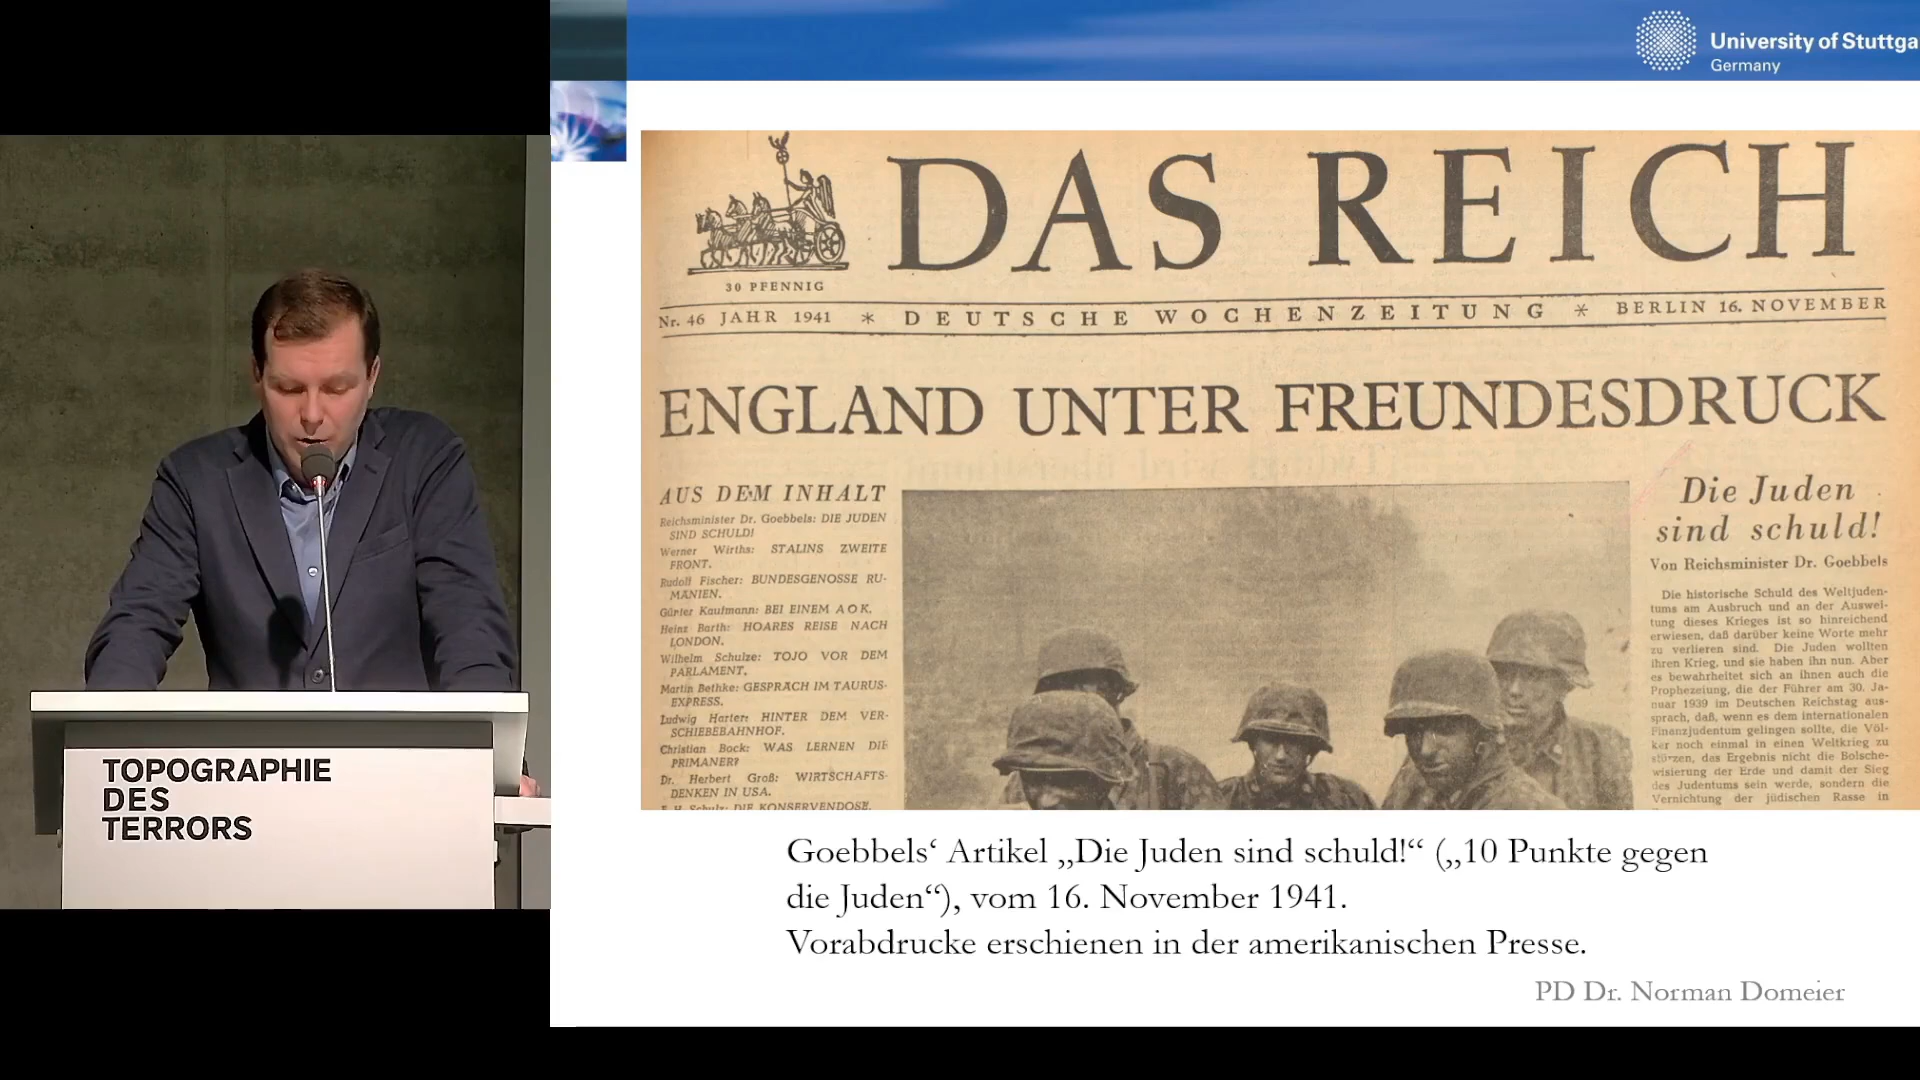 TOPOGRAPHIE
DES
TERRORS
University of Stuttga
Germany
DAS REICH
30 PFENNIG
Nr. 46 JAHR 1941 * DEUTSCHE WOCHENZEITUNG * BERLIN 16. NOVEMBER
ENGLAND UNTER FREUNDESDRUCK
AUS DEM INHALT
Reichsminister Dr. Goebbels: DIE JUDEN
SIND SCHULD!
Werner Wirths: STALINS ZWEITE
FRONT.
Rudolf Fischer: BUNDESGENOSSE RU-
MÄNIEN.
Günter Kaufmann: BEI EINEM AOK.
Heinz Barth: HOARES REISE NACH
LONDON.
Wilhelm Schulze: TOJO VOR DEM
PARLAMENT.
Martin Bethke: GESPRÄCH IM TAURUS-
EXPRESS.
Ludwig Harter: HINTER DEM VER-
SCHIEBEBAHNHOF.
Christian Bock: WAS LERNEN DIE
PRIMANER?
Dr. Herbert Groß: WIRTSCHAFTS-
DENKEN IN USA.
Schulz: DIE KONSERVENDOSE.
Die Juden
sind schuld!
Von Reichsminister Dr. Goebbels
Die historische Schuld des Weltjuden-
tums am Ausbruch und an der Auswei-
tung dieses Krieges ist so hinreichend
erwiesen, daß darüber keine Worte mehr
zu verlieren sind. Die Juden wollten
ihren Krieg, und sie haben ihn nun. Aber
es bewahrheitet sich an ihnen auch die
Prophezeiung, die der Führer am 30. Ja-
nuar 1939 im Deutschen Reichstag aus-
sprach, daß, wenn es dem internationalen
Finanzjudentum gelingen sollte, die Völ-
ker noch einmal in einen Weltkrieg zu
stürzen, das Ergebnis nicht die Bolsche-
wisierung der Erde und damit der Sieg
des Judentums sein werde, sondern die
Vernichtung der jüdischen Rasse in
Goebbels‘ Artikel „Die Juden sind schuld!“ („10 Punkte gegen
die Juden“), vom 16. November 1941.
Vorabdrucke erschienen in der amerikanischen Presse.
PD Dr. Norman Domeier